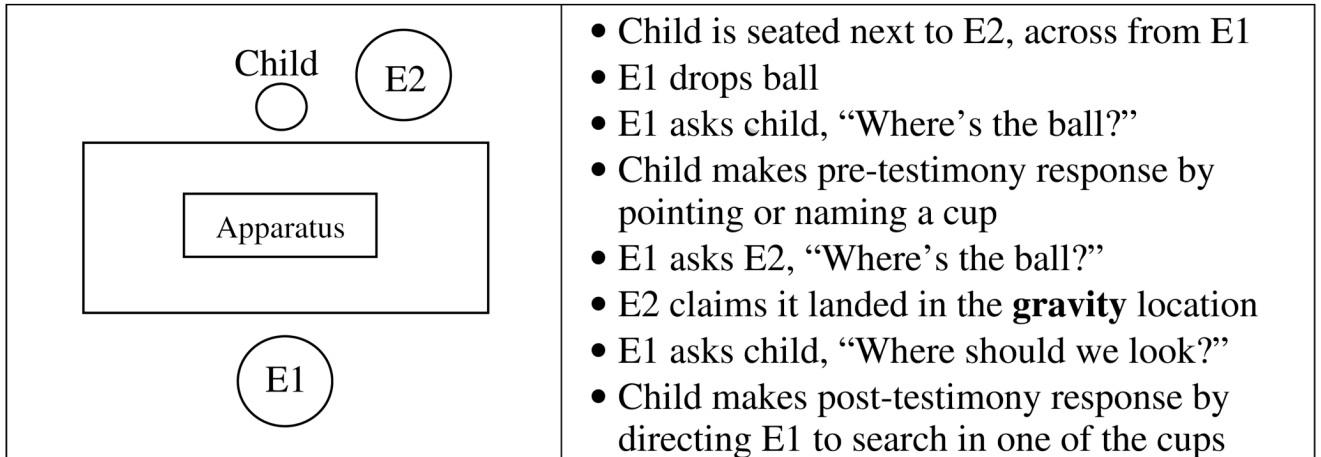 Child
E2
Apparatus
E1
• Child is seated next to E2, across from E1
• E1 drops ball
• E1 asks child, “Where’s the ball?”
• Child makes pre-testimony response by
pointing or naming a cup
• E1 asks E2, “Where’s the ball?”
• E2 claims it landed in the gravity location
• E1 asks child, “Where should we look?”
• Child makes post-testimony response by
directing E1 to search in one of the cups